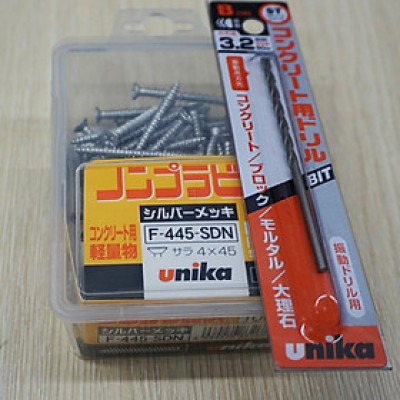 ノンプラビ
シルバーメッキ
F-445-SDN
サラ 4×45
コンクリート用
軽量物
unika
シルバーメッキ
F-445-SDN
B
ST
3.2
コンクリート用ドリル
BIT
コンクリート/ブロック/モルタル/大理石
振動ドリル用
unika